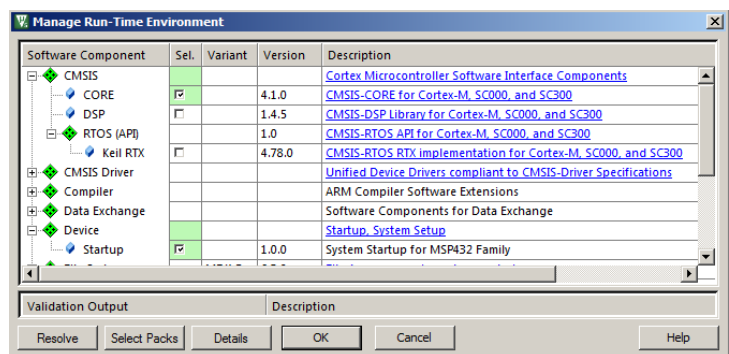 Manage Run-Time Environment
Software Component Sel. Variant Version Description
CMSIS Cortex Microcontroller Software Interface Components
CORE 4.1.0 CMSIS-CORE for Cortex-M, SC000, and SC300
DSP 1.4.5 CMSIS-DSP Library for Cortex-M, SC000, and SC300
RTOS (API) 1.0 CMSIS-RTOS API for Cortex-M, SC000, and SC300
Keil RTX 4.78.0 CMSIS-RTOS RTX implementation for Cortex-M, SC000, and SC300
CMSIS Driver Unified Device Drivers compliant to CMSIS-Driver Specifications
Compiler ARM Compiler Software Extensions
Data Exchange Software Components for Data Exchange
Device Startup, System Setup
Startup 1.0.0 System Startup for MSP432 Family
Validation Output Description
Resolve Select Packs Details OK Cancel Help